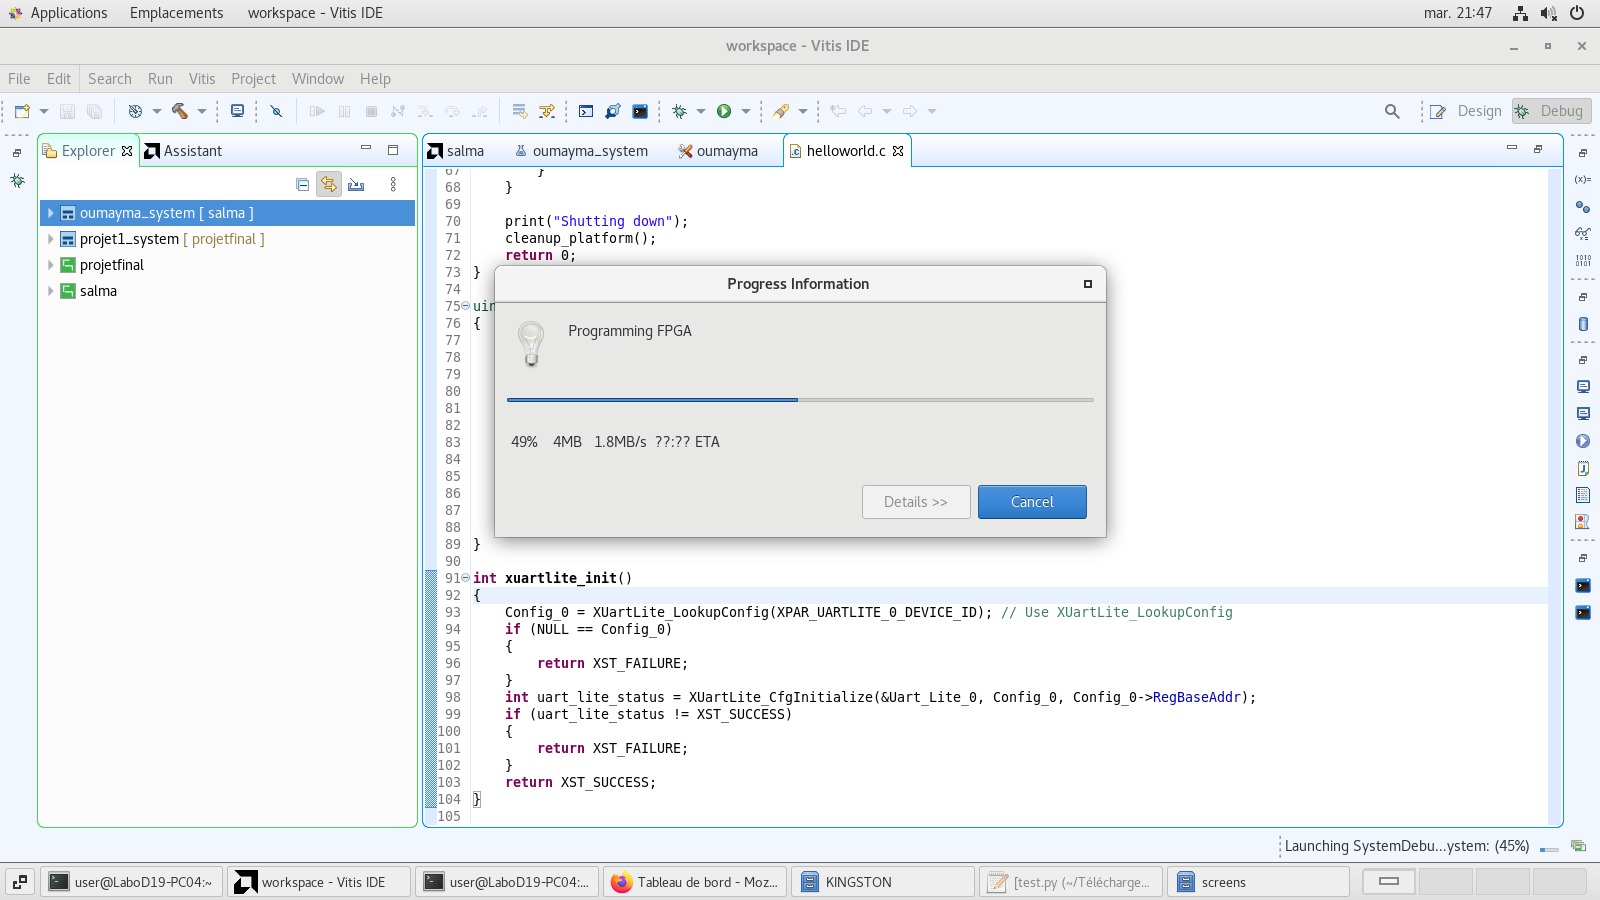 Applications Emplacements workspace - Vitis IDE mar. 21:47
workspace - Vitis IDE
File Edit Search Run Vitis Project Window Help
Design Debug
Explorer Assistant
salma oumayma_system oumayma helloworld.c
oumayma_system [ salma ]
projet1_system [ projetfinal ]
projetfinal
salma
67 }
68 }
69
70 print("Shutting down");
71 cleanup_platform();
72 return 0;
73 }
74
75 uin
76 {
77
78
79
80
81
82
83
84
85
86
87
88
89 }
90
91 int xuartlite_init()
92 {
93 Config_0 = XUartLite_LookupConfig(XPAR_UARTLITE_0_DEVICE_ID); // Use XUartLite_LookupConfig
94 if (NULL == Config_0)
95 {
96 return XST_FAILURE;
97 }
98 int uart_lite_status = XUartLite_CfgInitialize(&Uart_Lite_0, Config_0, Config_0->RegBaseAddr);
99 if (uart_lite_status != XST_SUCCESS)
100 {
101 return XST_FAILURE;
102 }
103 return XST_SUCCESS;
104 }
105
Progress Information
Programming FPGA
49% 4MB 1.8MB/s ??:?? ETA
Details >> Cancel
(x)=
1010
0101
Launching SystemDebu...ystem: (45%)
user@LaboD19-PC04:~ workspace - Vitis IDE user@LaboD19-PC04:... Tableau de bord - Moz... KINGSTON [test.py (~/Télécharge... screens